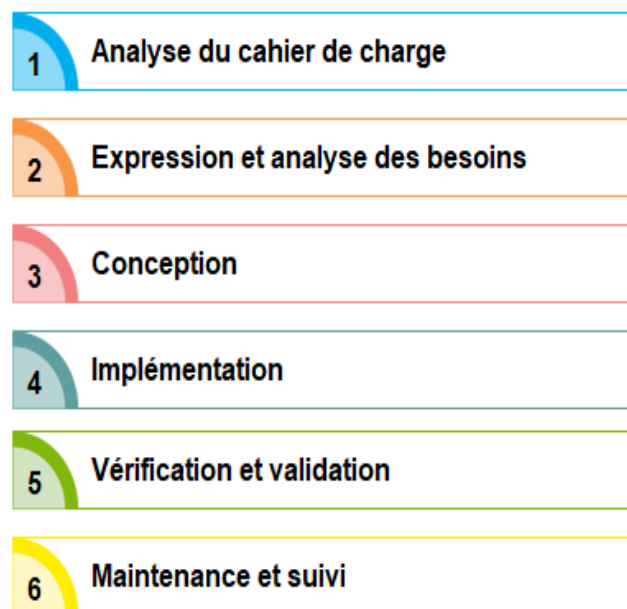 1 Analyse du cahier de charge
2 Expression et analyse des besoins
3 Conception
4 Implémentation
5 Vérification et validation
6 Maintenance et suivi